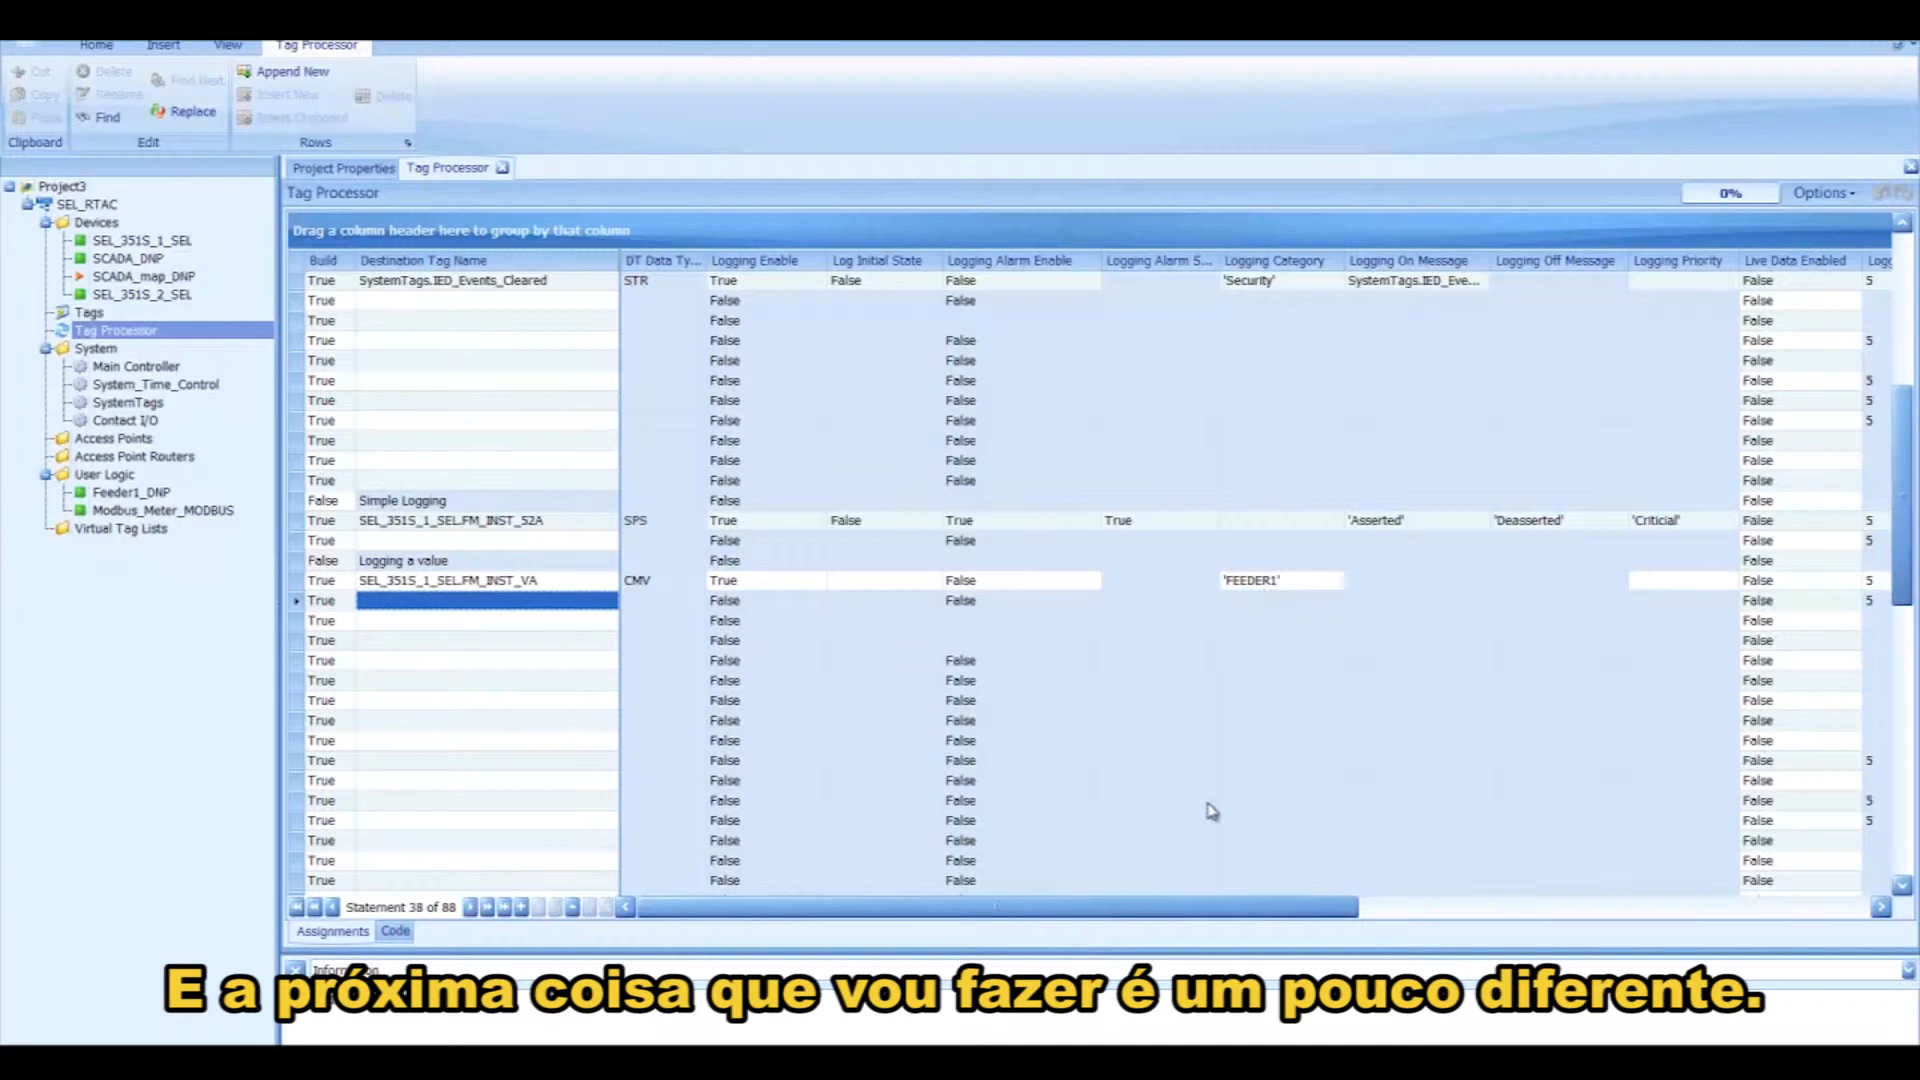 Home Insert View Tag Processor
Cut Delete Find Next Append New
Copy Rename Insert New Delete
Paste Find Replace Insert Clipboard
Clipboard Edit Rows
Project Properties Tag Processor
Tag Processor 0% Options
Project3
SEL_RTAC
Devices
SEL_351S_1_SEL
SCADA_DNP
SCADA_map_DNP
SEL_351S_2_SEL
Tags
Tag Processor
System
Main Controller
System_Time_Control
SystemTags
Contact I/O
Access Points
Access Point Routers
User Logic
Feeder1_DNP
Modbus_Meter_MODBUS
Virtual Tag Lists
Drag a column header here to group by that column
Build Destination Tag Name DT Data Ty... Logging Enable Log Initial State Logging Alarm Enable Logging Alarm S... Logging Category Logging On Message Logging Off Message Logging Priority Live Data Enabled Logg
True SystemTags.IED_Events_Cleared STR True False False 'Security' SystemTags.IED_Eve... False 5
True False False False
True False False
True False False False 5
True False False False
True False False False 5
True False False False 5
True False False False 5
True False False False
True False False False
True False False False
False Simple Logging False False
True SEL_351S_1_SEL.FM_INST_52A SPS True False True True 'Asserted' 'Deasserted' 'Criticial' False 5
True False False False 5
False Logging a value False False
True SEL_351S_1_SEL.FM_INST_VA CMV True False 'FEEDER1' False 5
True False False False 5
True False False
True False False
True False False False
True False False False
True False False False
True False False False
True False False False
True False False False 5
True False False False
True False False False 5
True False False False 5
True False False False
True False False False
True False False False
Statement 38 of 88
Assignments Code
Information
E a próxima coisa que vou fazer é um pouco diferente.